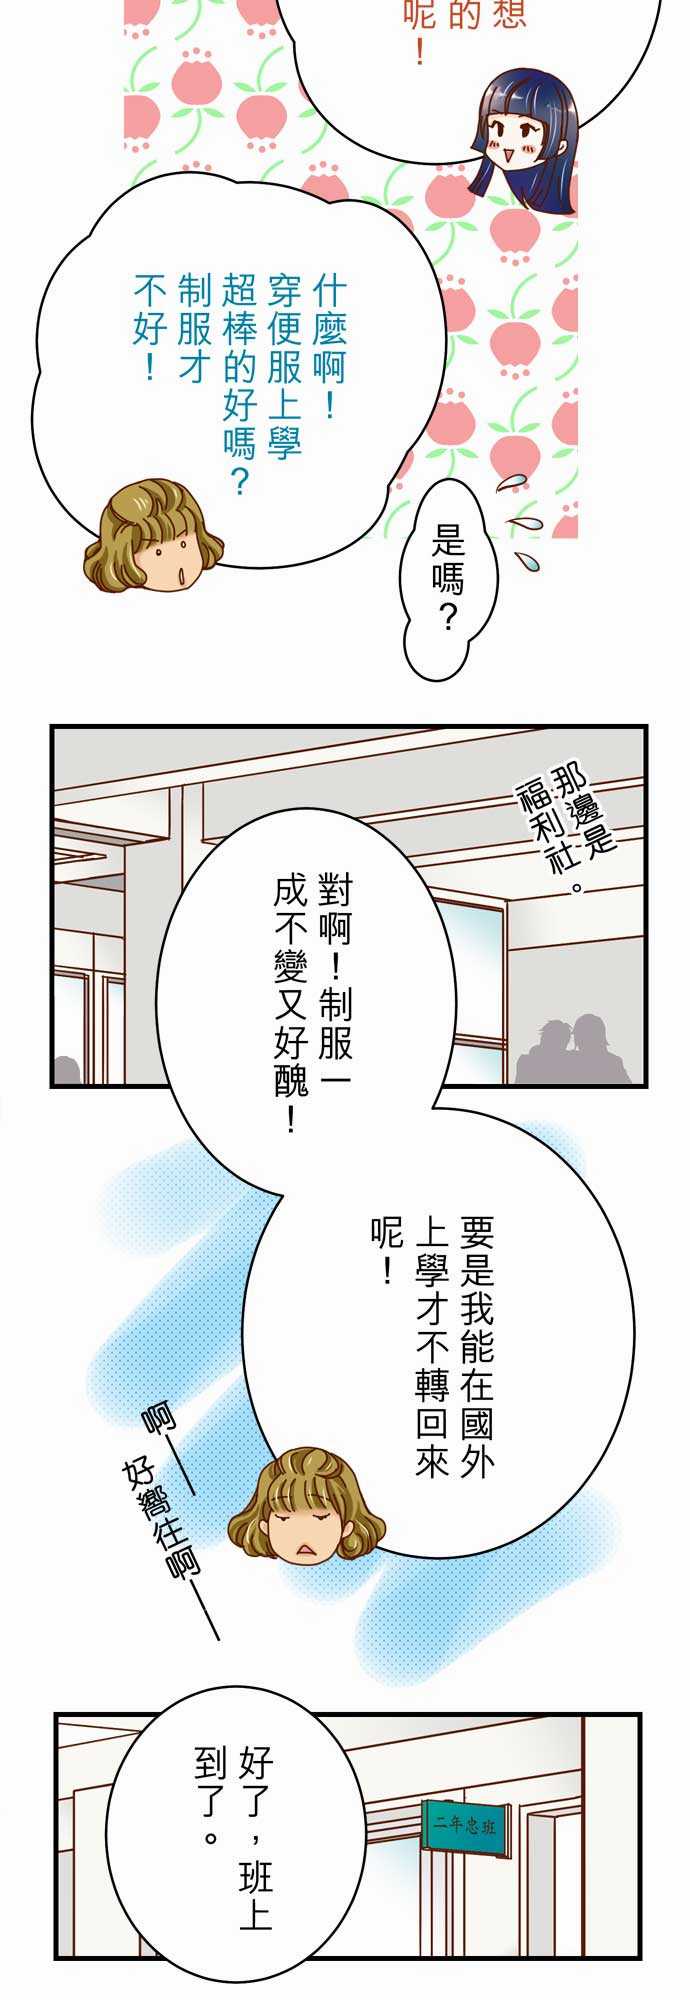 想
的
呢！
什麼啊！
穿便服上學
超棒的好嗎？
制服才
不好！
是嗎？
那邊是
福利社。
對啊！制服一
成不變又好醜！
要是我能在國外
上學才不轉回來
呢！
啊——
好嚮往啊——
好了，班上
到了。
二年忠班